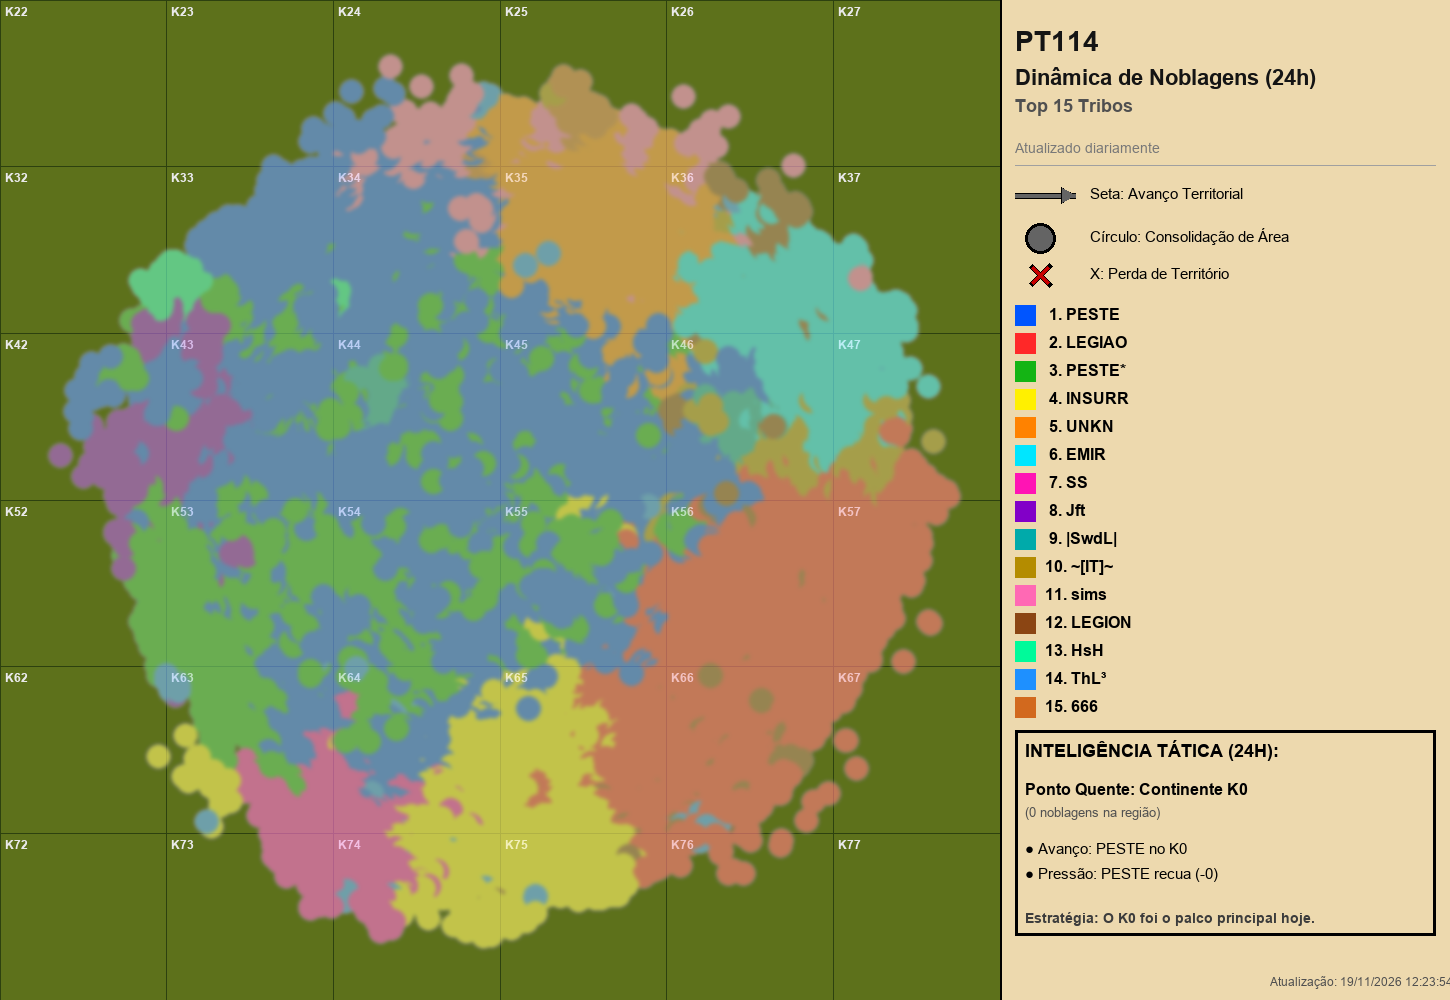 K22 K23 K24 K25 K26 K27
K32 K33 K34 K35 K36 K37
K42 K43 K44 K45 K46 K47
K52 K53 K54 K55 K56 K57
K62 K63 K64 K65 K66 K67
K72 K73 K74 K75 K76 K77
PT114
Dinâmica de Noblagens (24h)
Top 15 Tribos
Atualizado diariamente
Seta: Avanço Territorial
Círculo: Consolidação de Área
X: Perda de Território
1. PESTE
2. LEGIAO
3. PESTE*
4. INSURR
5. UNKN
6. EMIR
7. SS
8. Jft
9. |SwdL|
10. ~[IT]~
11. sims
12. LEGION
13. HsH
14. ThL³
15. 666
INTELIGÊNCIA TÁTICA (24H):
Ponto Quente: Continente K0
(0 noblagens na região)
● Avanço: PESTE no K0
● Pressão: PESTE recua (-0)
Estratégia: O K0 foi o palco principal hoje.
Atualização: 19/11/2026 12:23:54